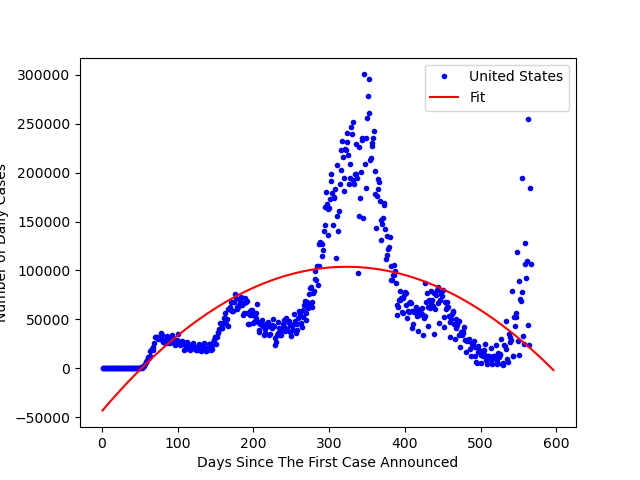 300000
250000
200000
150000
100000
50000
0
−50000
of Daily Cases
United States
Fit
0 100 200 300 400 500 600
Days Since The First Case Announced